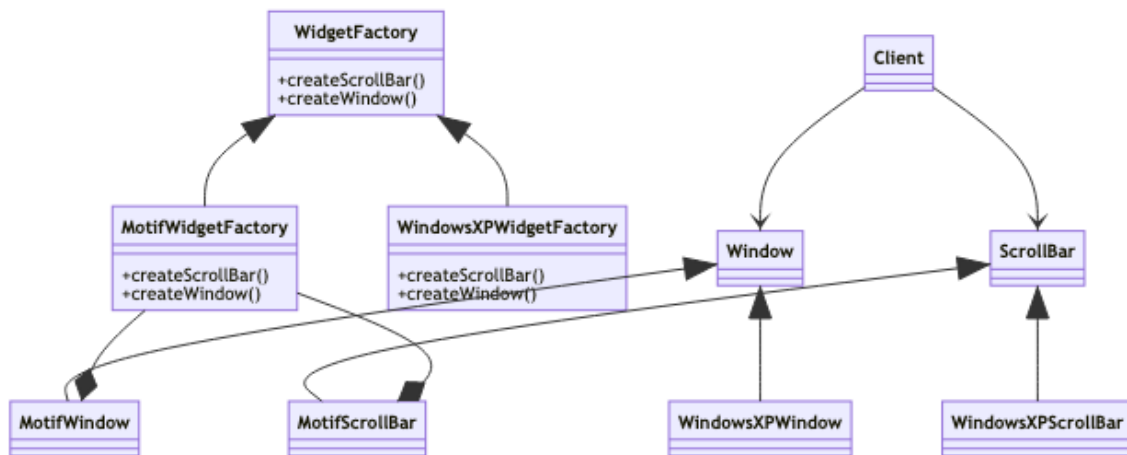 WidgetFactory
+createScrollBar()
+createWindow()
Client
MotifWidgetFactory
+createScrollBar()
+createWindow()
WindowsXPWidgetFactory
+createScrollBar()
+createWindow()
Window
ScrollBar
MotifWindow
MotifScrollBar
WindowsXPWindow
WindowsXPScrollBar